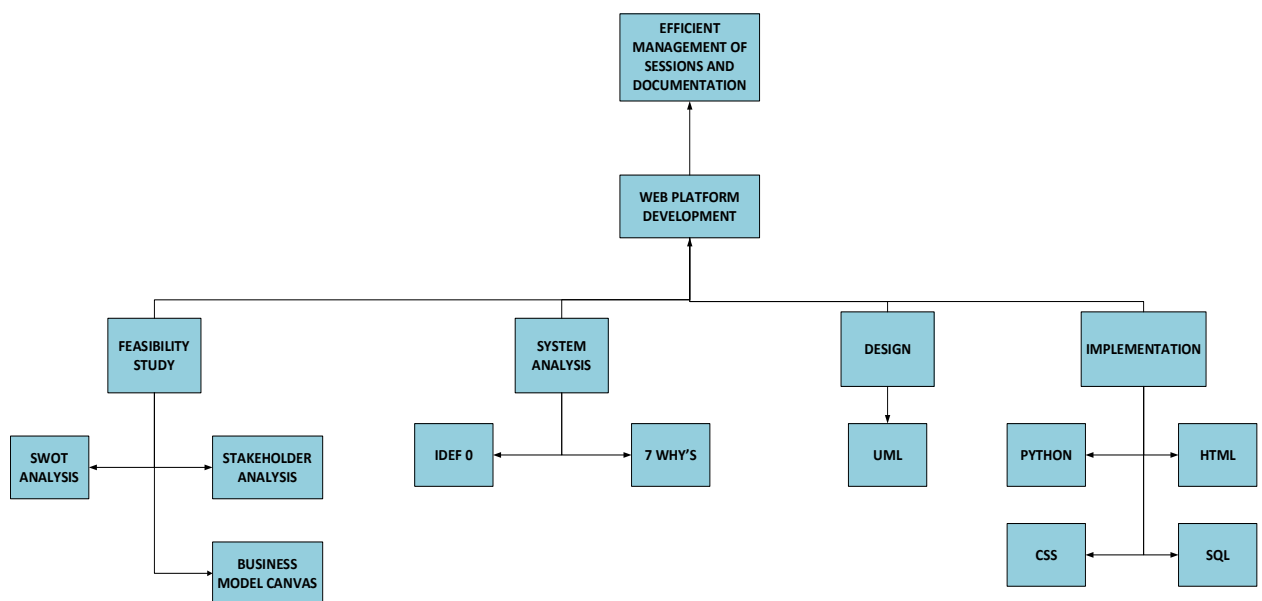 EFFICIENT
MANAGEMENT OF
SESSIONS AND
DOCUMENTATION
WEB PLATFORM
DEVELOPMENT
FEASIBILITY
STUDY
SYSTEM
ANALYSIS
DESIGN
IMPLEMENTATION
SWOT
ANALYSIS
STAKEHOLDER
ANALYSIS
IDEF 0
7 WHY’S
UML
PYTHON
HTML
BUSINESS
MODEL CANVAS
CSS
SQL